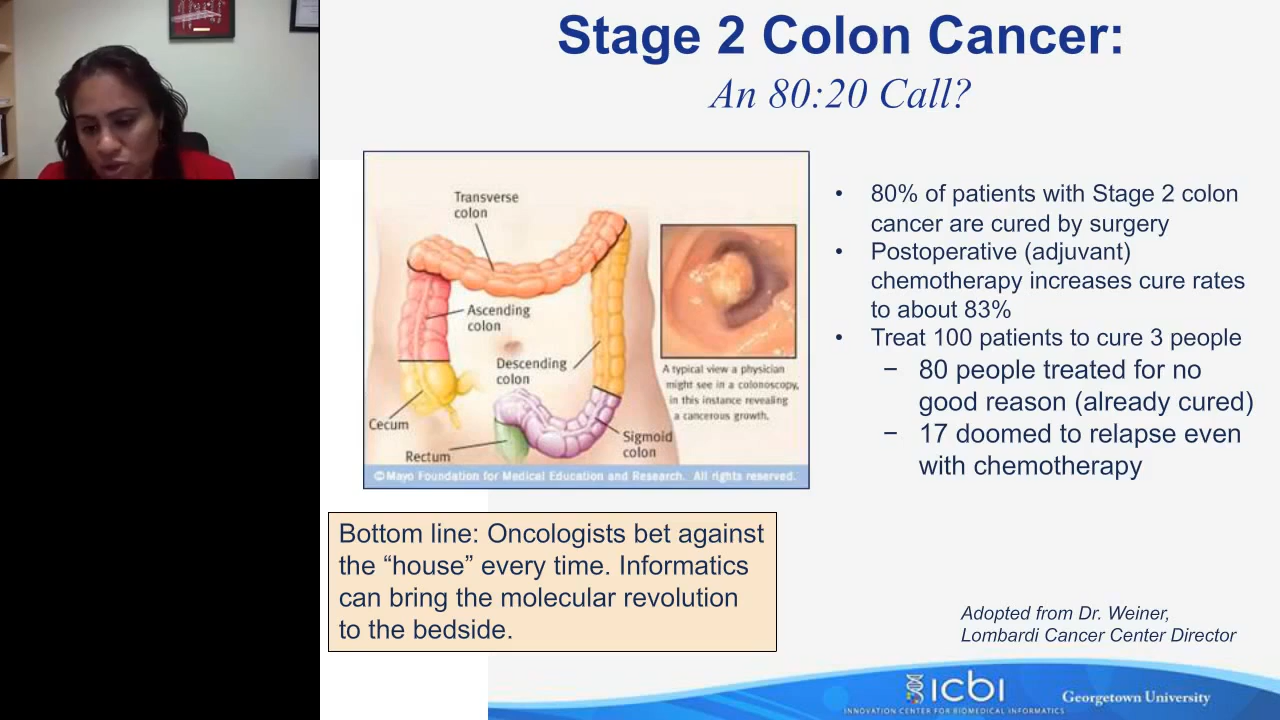 Stage 2 Colon Cancer:
An 80:20 Call?
Transverse
colon
Ascending
colon
Descending
colon
Cecum
Rectum
Sigmoid
colon
A typical view a physician
might see in a colonoscopy,
in this instance revealing
a cancerous growth.
©Mayo Foundation for Medical Education and Research. All rights reserved.
• 80% of patients with Stage 2 colon
cancer are cured by surgery
• Postoperative (adjuvant)
chemotherapy increases cure rates
to about 83%
• Treat 100 patients to cure 3 people
− 80 people treated for no
good reason (already cured)
− 17 doomed to relapse even
with chemotherapy
Bottom line: Oncologists bet against
the “house” every time. Informatics
can bring the molecular revolution
to the bedside.
Adopted from Dr. Weiner,
Lombardi Cancer Center Director
icbi
INNOVATION CENTER FOR BIOMEDICAL INFORMATICS
Georgetown University